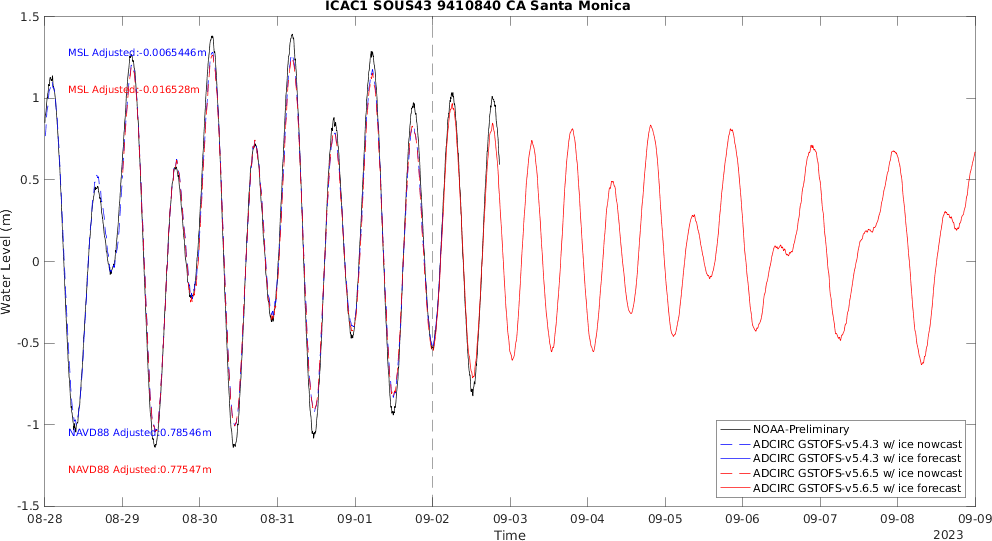 ICAC1 SOUS43 9410840 CA Santa Monica
1.5
1
0.5
0
-0.5
-1
-1.5
Water Level (m)
MSL Adjusted:-0.0065446m
MSL Adjusted:-0.016528m
NAVD88 Adjusted:0.78546m
NAVD88 Adjusted:0.77547m
NOAA-Preliminary
ADCIRC GSTOFS-v5.4.3 w/ ice nowcast
ADCIRC GSTOFS-v5.4.3 w/ ice forecast
ADCIRC GSTOFS-v5.6.5 w/ ice nowcast
ADCIRC GSTOFS-v5.6.5 w/ ice forecast
08-28 08-29 08-30 08-31 09-01 09-02 09-03 09-04 09-05 09-06 09-07 09-08 09-09
Time
2023